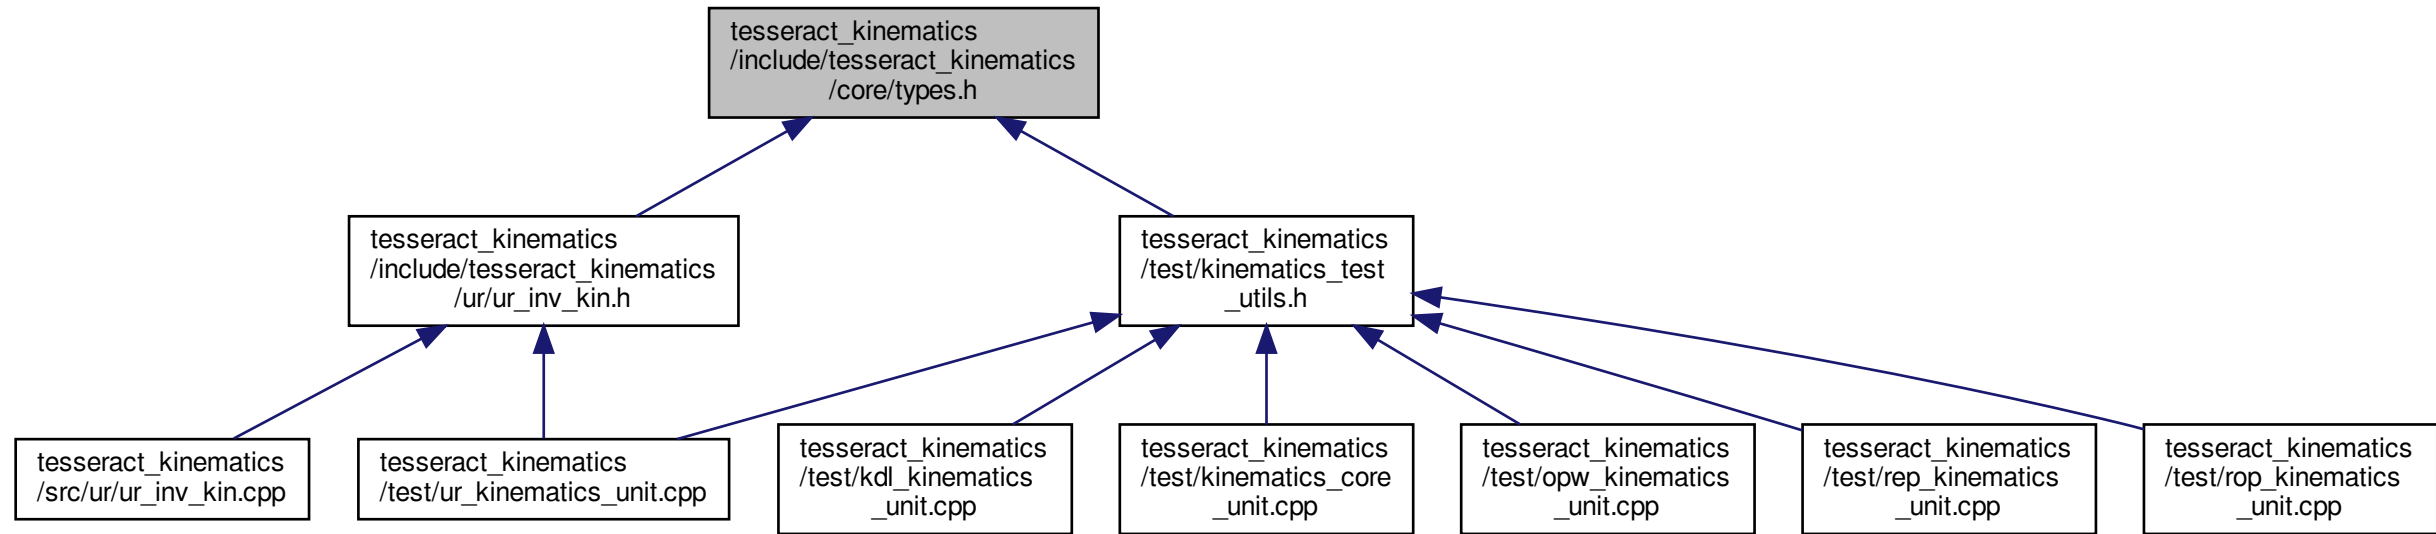 tesseract_kinematics
/include/tesseract_kinematics
/core/types.h
tesseract_kinematics
/include/tesseract_kinematics
/ur/ur_inv_kin.h
tesseract_kinematics
/test/kinematics_test
_utils.h
tesseract_kinematics
/src/ur/ur_inv_kin.cpp
tesseract_kinematics
/test/ur_kinematics_unit.cpp
tesseract_kinematics
/test/kdl_kinematics
_unit.cpp
tesseract_kinematics
/test/kinematics_core
_unit.cpp
tesseract_kinematics
/test/opw_kinematics
_unit.cpp
tesseract_kinematics
/test/rep_kinematics
_unit.cpp
tesseract_kinematics
/test/rop_kinematics
_unit.cpp